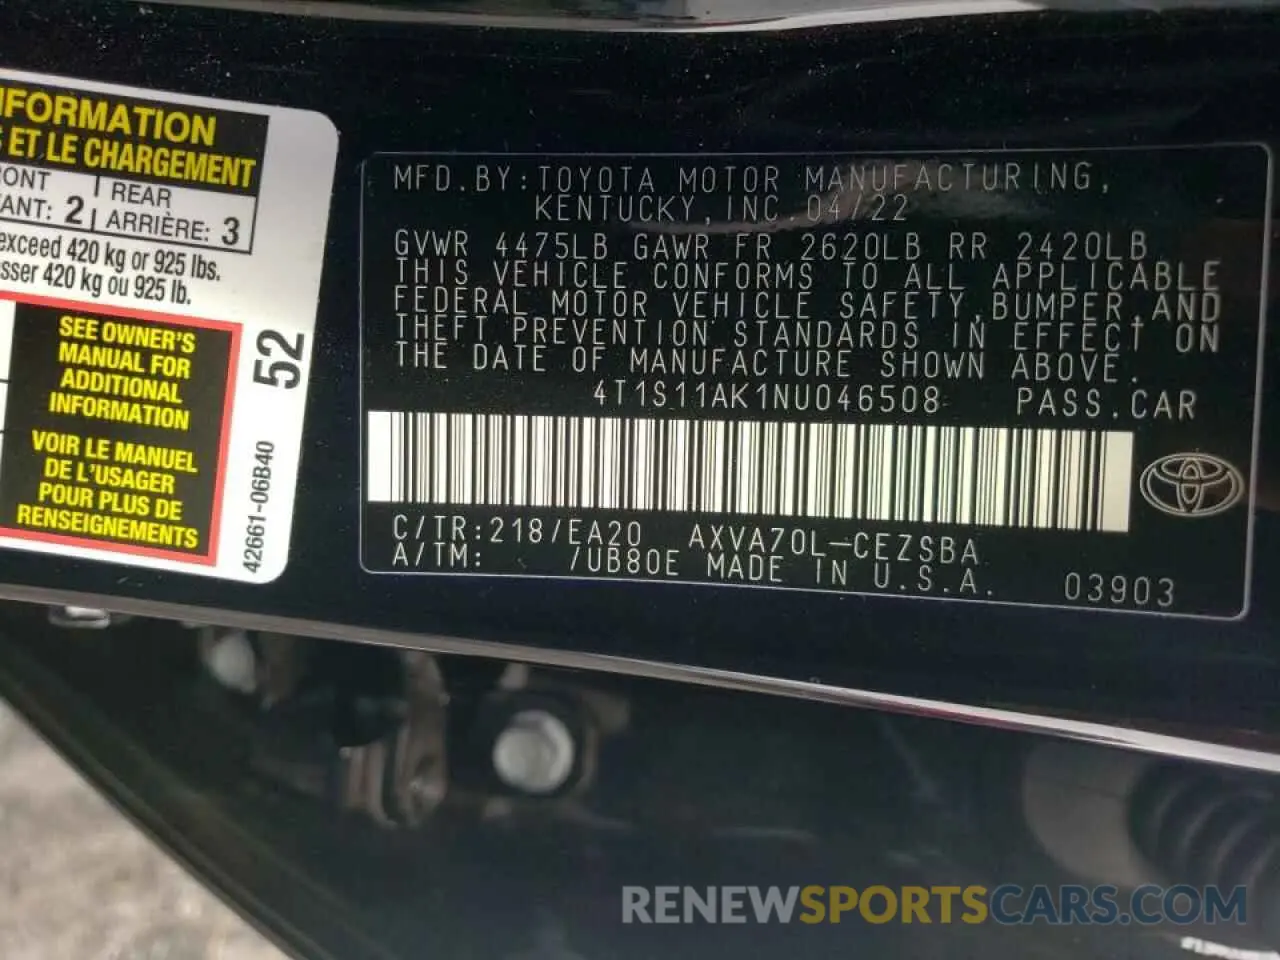 NFORMATION
S ET LE CHARGEMENT
ONT | REAR
ANT: 2 | ARRIÈRE: 3
exceed 420 kg or 925 lbs.
sser 420 kg ou 925 lb.
SEE OWNER'S
MANUAL FOR
ADDITIONAL
INFORMATION
VOIR LE MANUEL
DE L'USAGER
POUR PLUS DE
RENSEIGNEMENTS
52
42661-06B40
MFD.BY:TOYOTA MOTOR MANUFACTURING,
KENTUCKY,INC.04/22
GVWR 4475LB GAWR FR 2620LB RR 2420LB
THIS VEHICLE CONFORMS TO ALL APPLICABLE
FEDERAL MOTOR VEHICLE SAFETY,BUMPER,AND
THEFT PREVENTION STANDARDS IN EFFECT ON
THE DATE OF MANUFACTURE SHOWN ABOVE.
4T1S11AK1NU046508 PASS.CAR
C/TR:218/EA20 AXVA70L-CEZSBA
A/TM: /UB80E MADE IN U.S.A. 03903
RENEWSPORTSCARS.COM